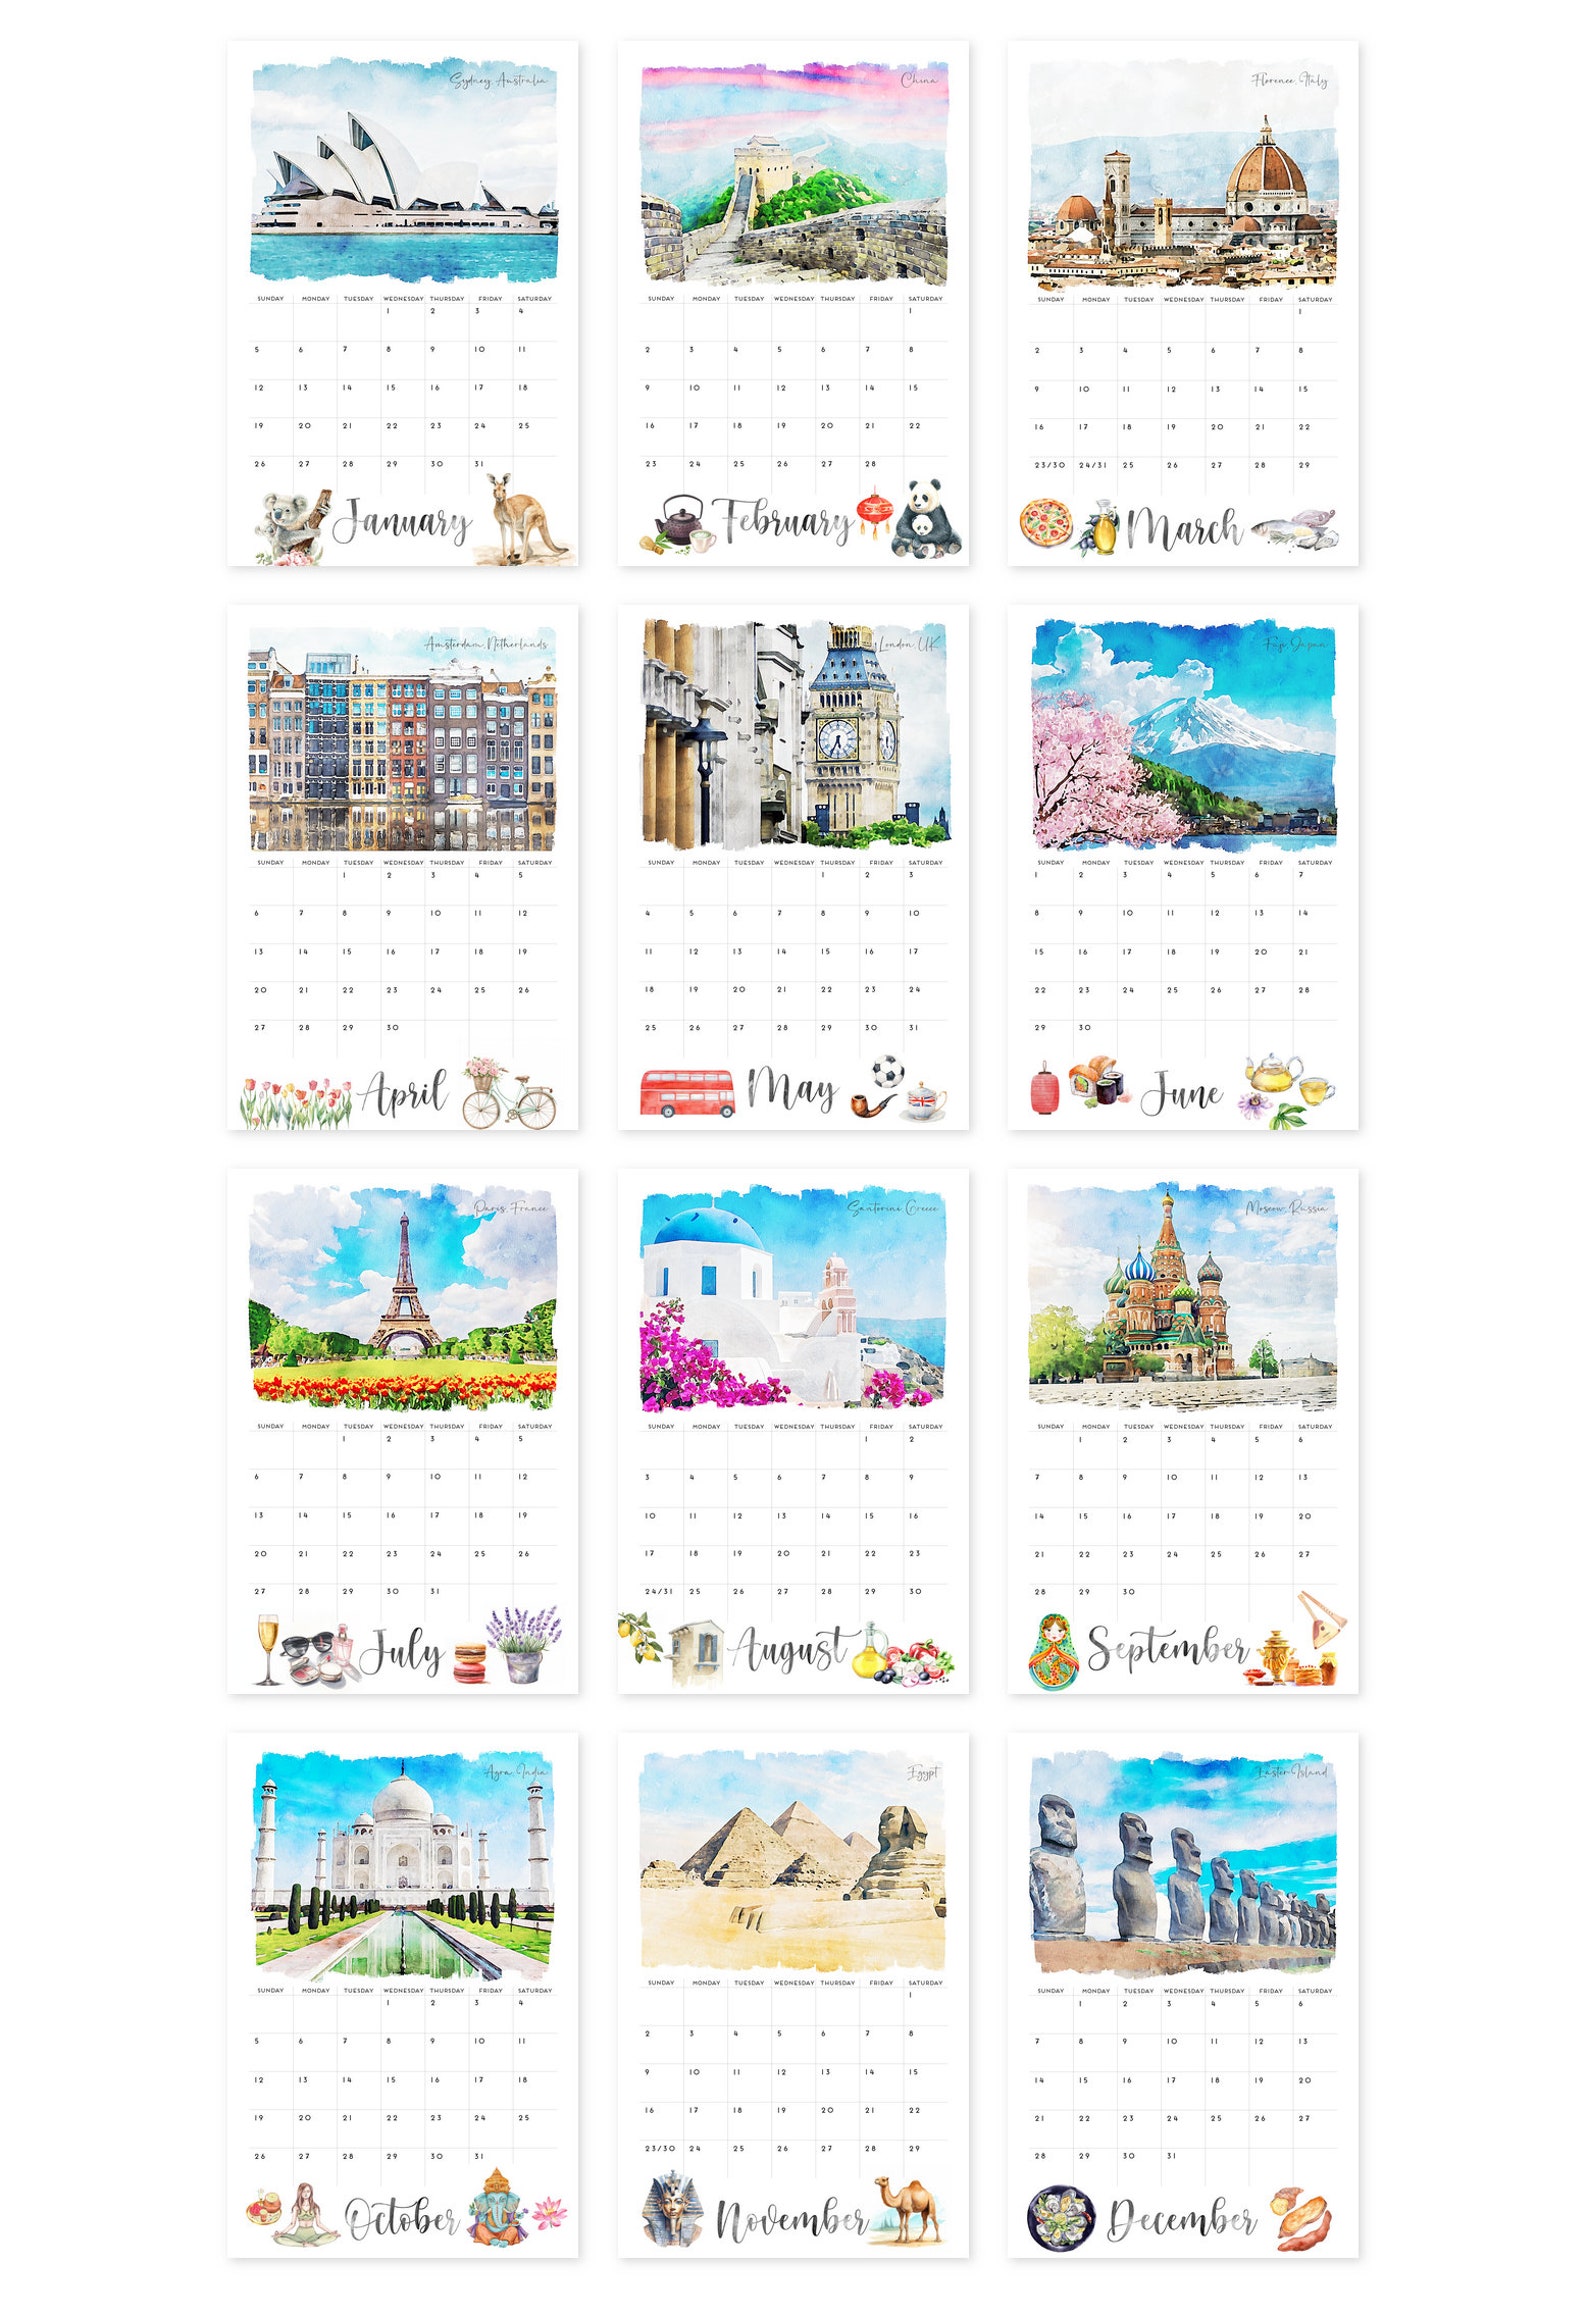 Sydney, Australia
SUNDAY MONDAY TUESDAY WEDNESDAY THURSDAY FRIDAY SATURDAY
1 2 3 4
5 6 7 8 9 10 11
12 13 14 15 16 17 18
19 20 21 22 23 24 25
26 27 28 29 30 31
January
China
SUNDAY MONDAY TUESDAY WEDNESDAY THURSDAY FRIDAY SATURDAY
1
2 3 4 5 6 7 8
9 10 11 12 13 14 15
16 17 18 19 20 21 22
23 24 25 26 27 28
February
Florence, Italy
SUNDAY MONDAY TUESDAY WEDNESDAY THURSDAY FRIDAY SATURDAY
1
2 3 4 5 6 7 8
9 10 11 12 13 14 15
16 17 18 19 20 21 22
23/30 24/31 25 26 27 28 29
March
Amsterdam, Netherlands
SUNDAY MONDAY TUESDAY WEDNESDAY THURSDAY FRIDAY SATURDAY
1 2 3 4 5
6 7 8 9 10 11 12
13 14 15 16 17 18 19
20 21 22 23 24 25 26
27 28 29 30
April
London, UK
SUNDAY MONDAY TUESDAY WEDNESDAY THURSDAY FRIDAY SATURDAY
1 2 3
4 5 6 7 8 9 10
11 12 13 14 15 16 17
18 19 20 21 22 23 24
25 26 27 28 29 30 31
May
Fuji, Japan
SUNDAY MONDAY TUESDAY WEDNESDAY THURSDAY FRIDAY SATURDAY
1 2 3 4 5 6 7
8 9 10 11 12 13 14
15 16 17 18 19 20 21
22 23 24 25 26 27 28
29 30
June
Paris, France
SUNDAY MONDAY TUESDAY WEDNESDAY THURSDAY FRIDAY SATURDAY
1 2 3 4 5
6 7 8 9 10 11 12
13 14 15 16 17 18 19
20 21 22 23 24 25 26
27 28 29 30 31
July
Santorini Greece
SUNDAY MONDAY TUESDAY WEDNESDAY THURSDAY FRIDAY SATURDAY
1 2
3 4 5 6 7 8 9
10 11 12 13 14 15 16
17 18 19 20 21 22 23
24/31 25 26 27 28 29 30
August
Moscow, Russia
SUNDAY MONDAY TUESDAY WEDNESDAY THURSDAY FRIDAY SATURDAY
1 2 3 4 5 6
7 8 9 10 11 12 13
14 15 16 17 18 19 20
21 22 23 24 25 26 27
28 29 30
September
Agra, India
SUNDAY MONDAY TUESDAY WEDNESDAY THURSDAY FRIDAY SATURDAY
1 2 3 4
5 6 7 8 9 10 11
12 13 14 15 16 17 18
19 20 21 22 23 24 25
26 27 28 29 30 31
October
Egypt
SUNDAY MONDAY TUESDAY WEDNESDAY THURSDAY FRIDAY SATURDAY
1
2 3 4 5 6 7 8
9 10 11 12 13 14 15
16 17 18 19 20 21 22
23/30 24 25 26 27 28 29
November
Easter Island
SUNDAY MONDAY TUESDAY WEDNESDAY THURSDAY FRIDAY SATURDAY
1 2 3 4 5 6
7 8 9 10 11 12 13
14 15 16 17 18 19 20
21 22 23 24 25 26 27
28 29 30 31
December